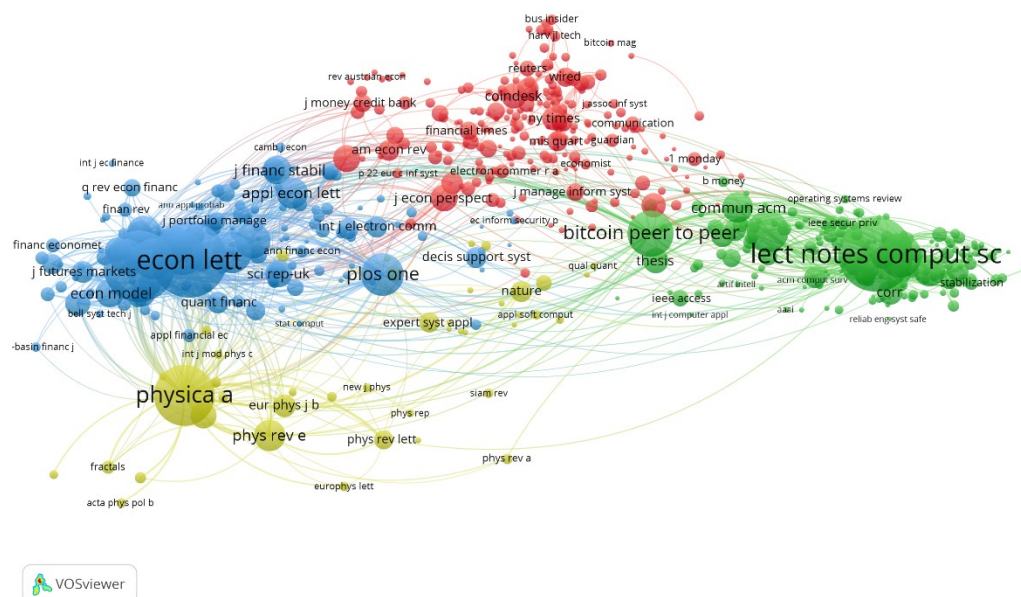 bus insider
harv jl tech
bitcoin mag
reuters
wired
rev austrian econ
coindesk
j money credit bank
j assoc inf syst
ny times
communication
financial times
mis quart
guardian
camb j econ
am econ rev
int j ec finance
economist
1 monday
j financ stabil
p 22 eur c inf syst
electron commer r a
b money
q rev econ financ
appl econ lett
j econ perspect
j manage inform syst
operating systems review
ann appl probab
finan rev
commun acm
j portfolio manage
int j electron comm
ec inform security p
ieee secur priv
bitcoin peer to peer
financ economet
ann financ econ
decis support syst
lect notes comput sc
econ lett
thesis
j futures markets
sci rep-uk
plos one
qual quant
acm comput surv
stabilization
artif intell
econ model
nature
corr
quant financ
ieee access
bell syst tech j
appl soft comput
int j computer appl
aaai
stat comput
expert syst appl
reliab eng syst safe
appl financial ec
-basin financ j
int j mod phys c
physica a
new j phys
siam rev
eur phys j b
phys rep
phys rev e
phys rev lett
phys rev a
fractals
europhys lett
acta phys pol b
VOSviewer